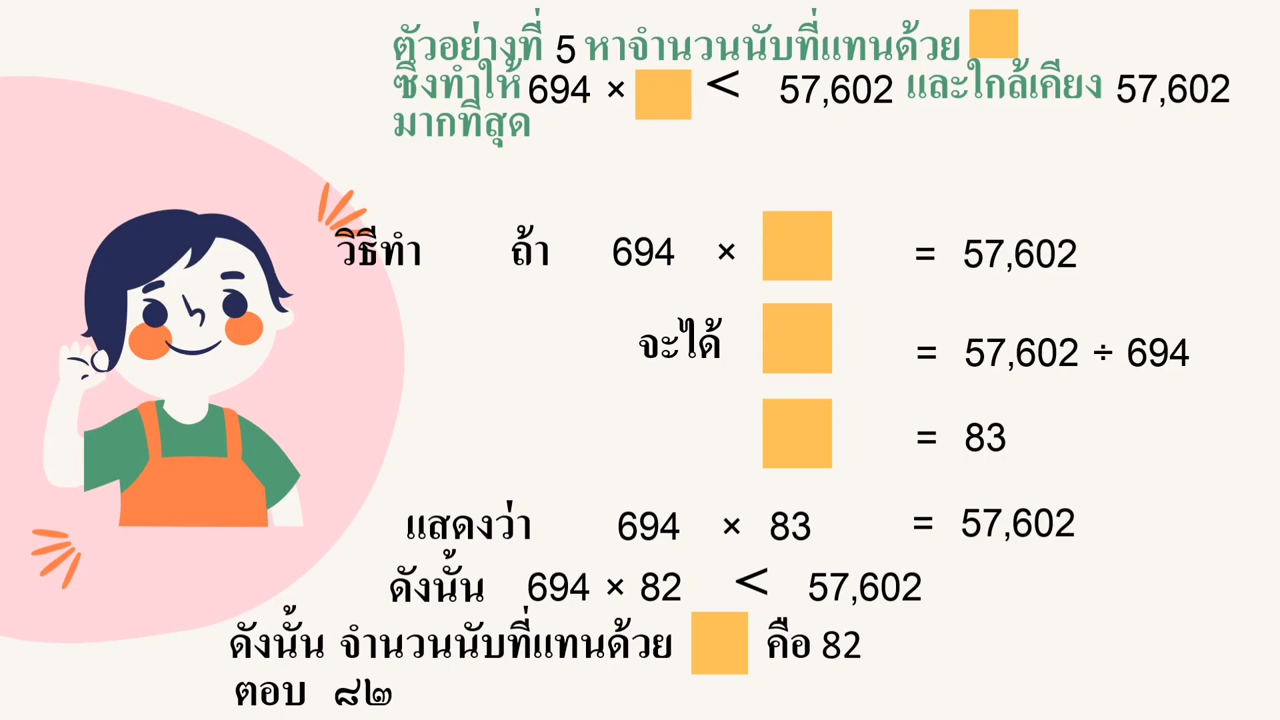 ตัวอย่างที่ 5 หาจำนวนนับที่แทนด้วย
ซึ่งทำให้ 694 × < 57,602 และใกล้เคียง 57,602
มากที่สุด
วิธีทำ ถ้า 694 × = 57,602
จะได้ = 57,602 ÷ 694
= 83
แสดงว่า 694 × 83 = 57,602
ดังนั้น 694 × 82 < 57,602
ดังนั้น จำนวนนับที่แทนด้วย คือ 82
ตอบ ๘๒